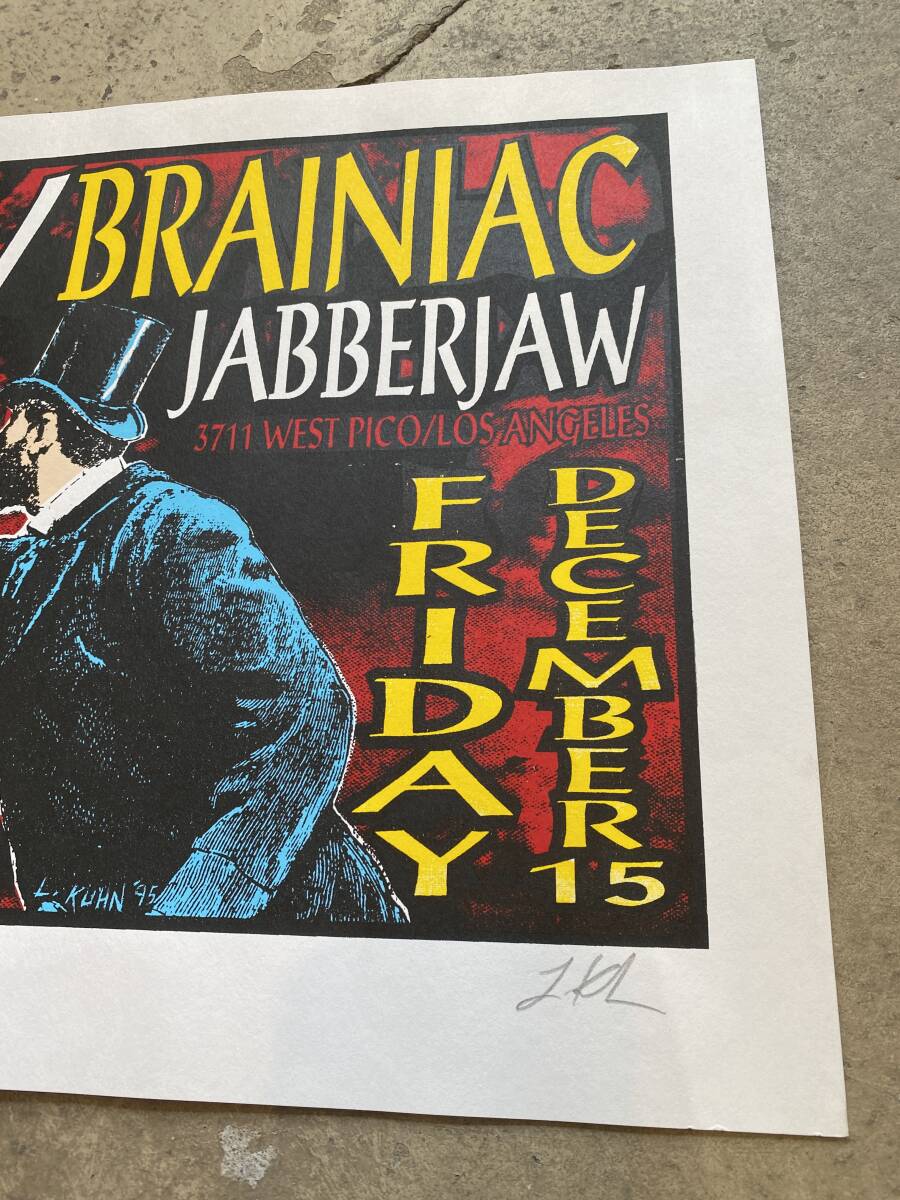 /BRAINIAC
JABBERJAW
3711 WEST PICO/LOS ANGELES
FRIDAY
DECEMBER 15
L. KUHN '95